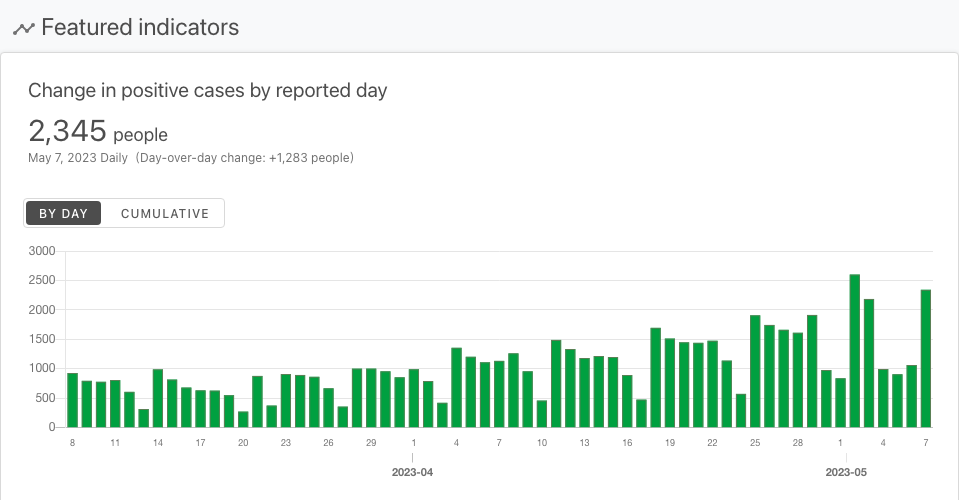 Featured indicators
Change in positive cases by reported day
2,345 people
May 7, 2023 Daily (Day-over-day change: +1,283 people)
BY DAY CUMULATIVE
3000
2500
2000
1500
1000
500
0
8 11 14 17 20 23 26 29 1 4 7 10 13 16 19 22 25 28 1 4 7
2023-04 2023-05